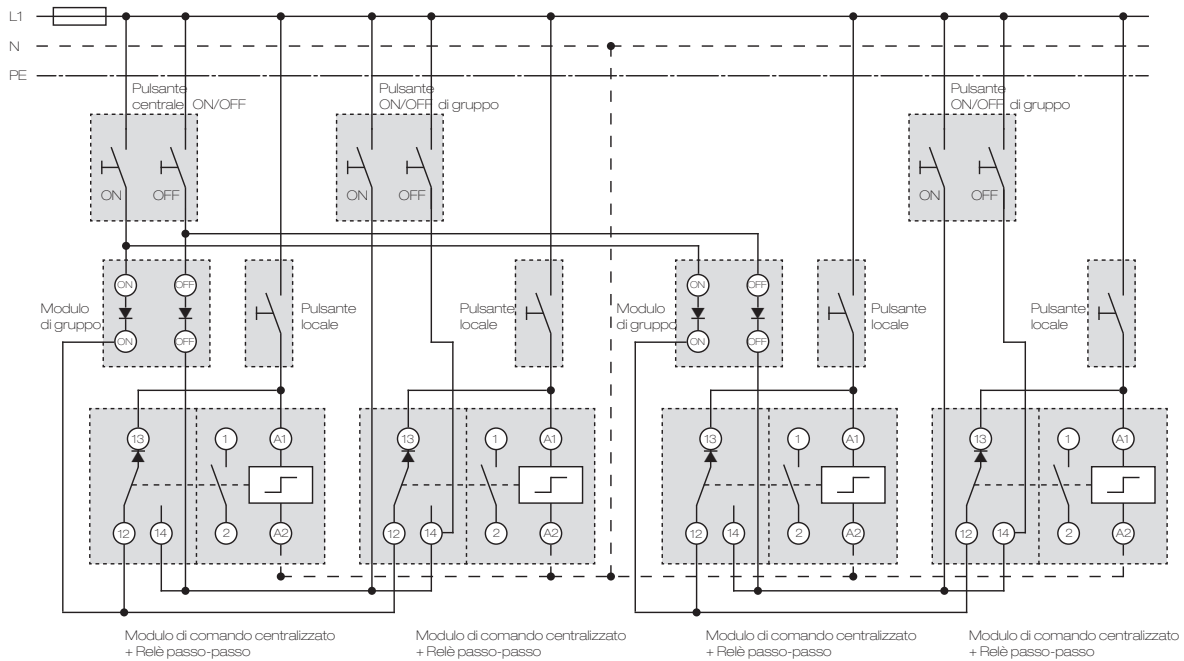 L1
N
PE
Pulsante
centrale ON/OFF
Pulsante
ON/OFF di gruppo
Pulsante
ON/OFF di gruppo
ON
OFF
ON
OFF
ON
OFF
ON
OFF
ON
OFF
Modulo
di gruppo
Pulsante
locale
Pulsante
locale
Modulo
di gruppo
Pulsante
locale
Pulsante
locale
ON
OFF
ON
OFF
13
1
A1
13
1
A1
13
1
A1
13
1
A1
12
14
2
A2
12
14
2
A2
12
14
2
A2
12
14
2
A2
Modulo di comando centralizzato
+ Relè passo-passo
Modulo di comando centralizzato
+ Relè passo-passo
Modulo di comando centralizzato
+ Relè passo-passo
Modulo di comando centralizzato
+ Relè passo-passo